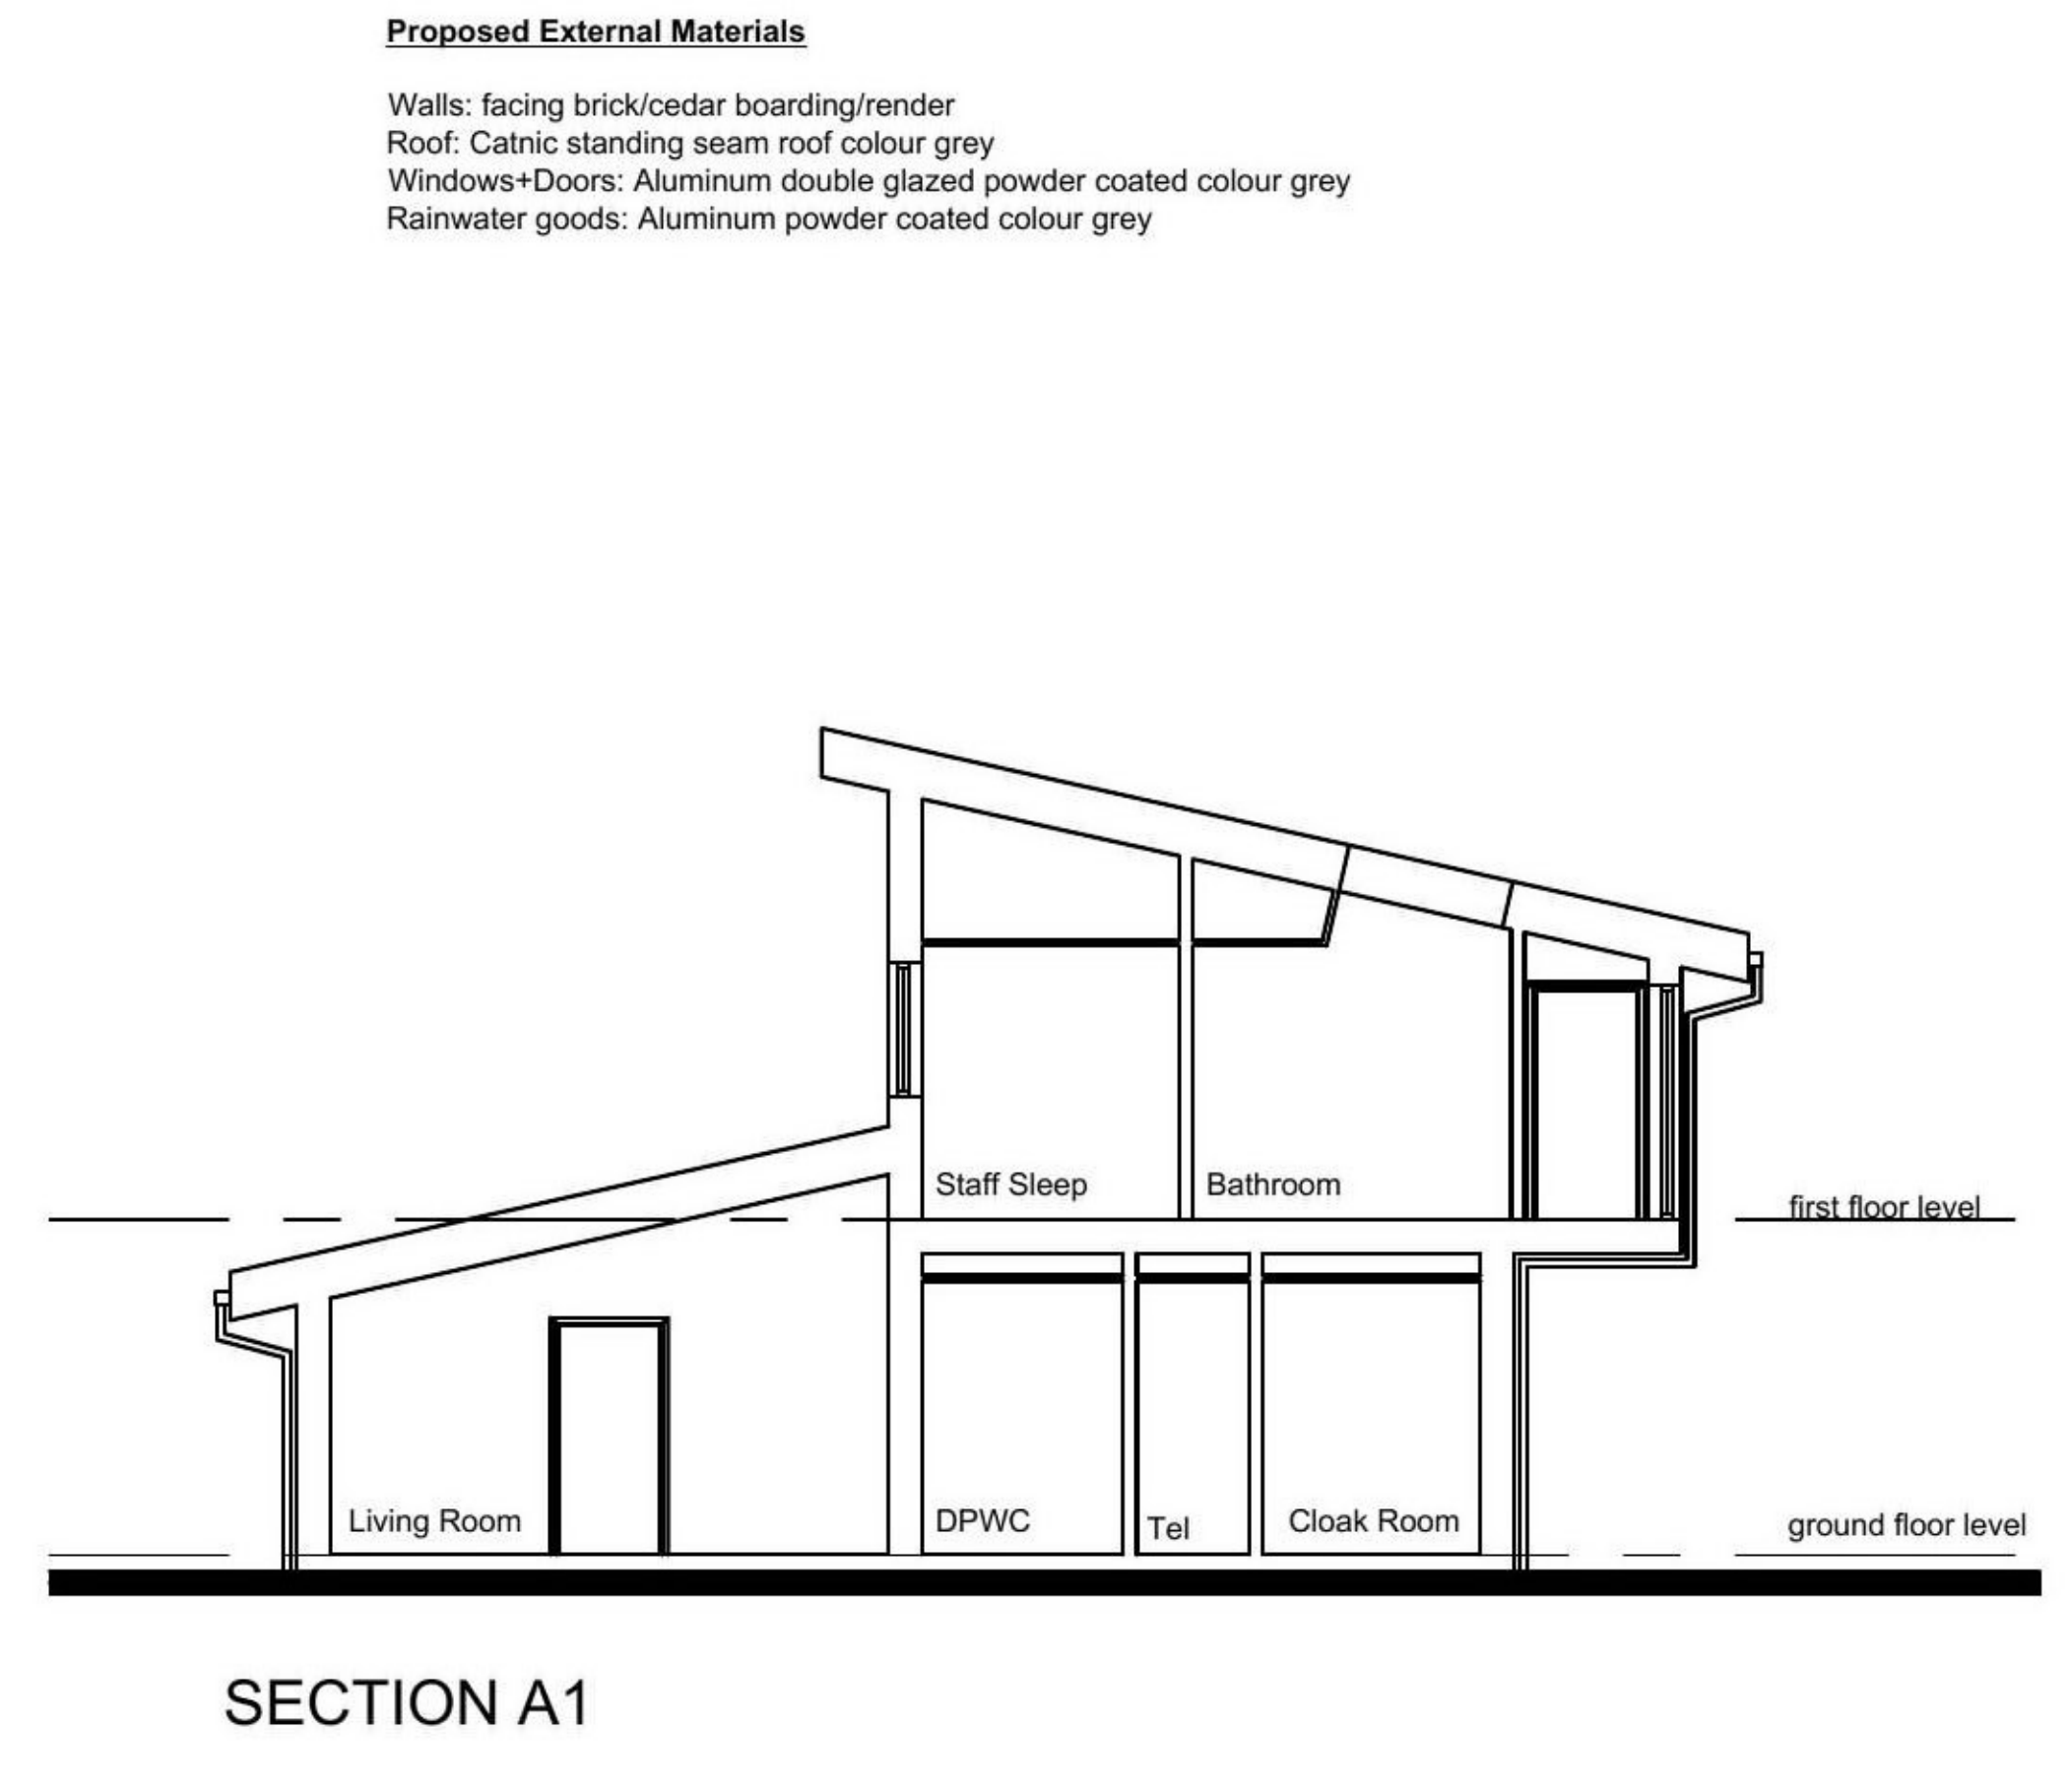 Proposed External Materials
Walls: facing brick/cedar boarding/render
Roof: Catnic standing seam roof colour grey
Windows+Doors: Aluminum double glazed powder coated colour grey
Rainwater goods: Aluminum powder coated colour grey
Staff Sleep
Bathroom
first floor level
Living Room
DPWC
Tel
Cloak Room
ground floor level
SECTION A1